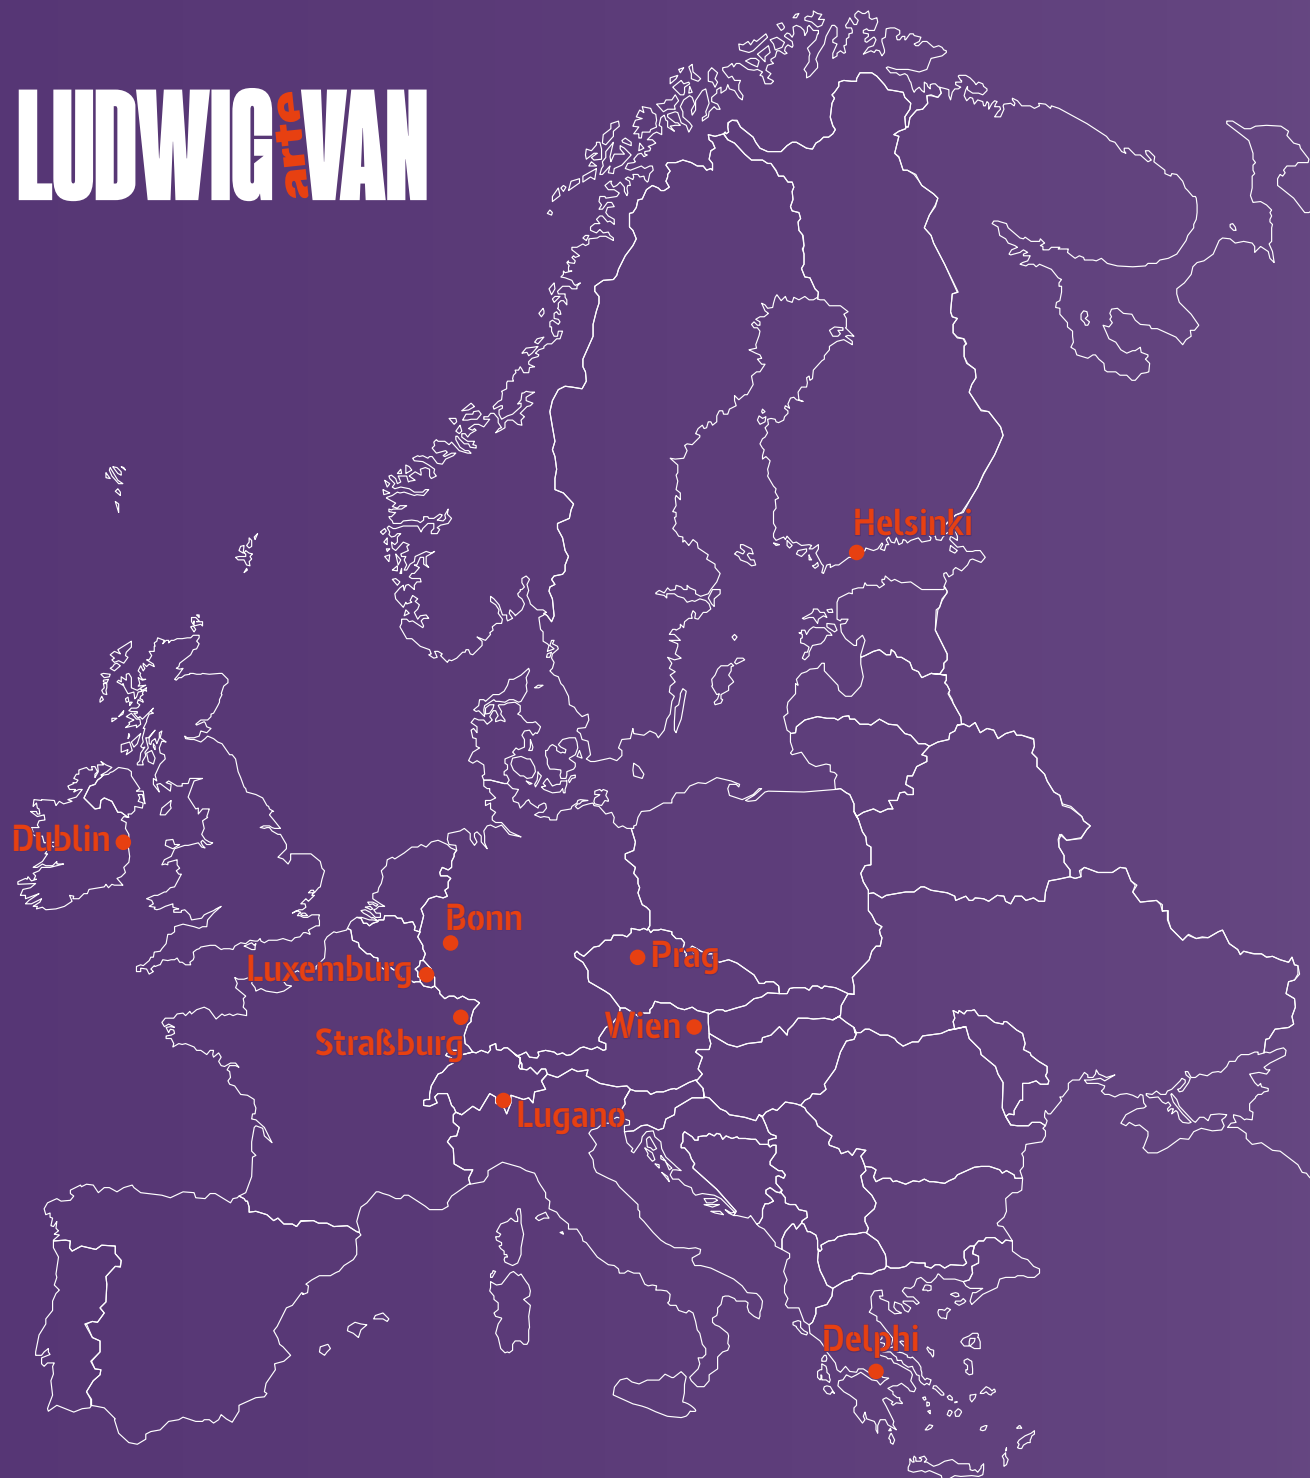 LUDWIG arte VAN
Helsinki
Dublin
Bonn
Prag
Luxemburg
Wien
Straßburg
Lugano
Delphi